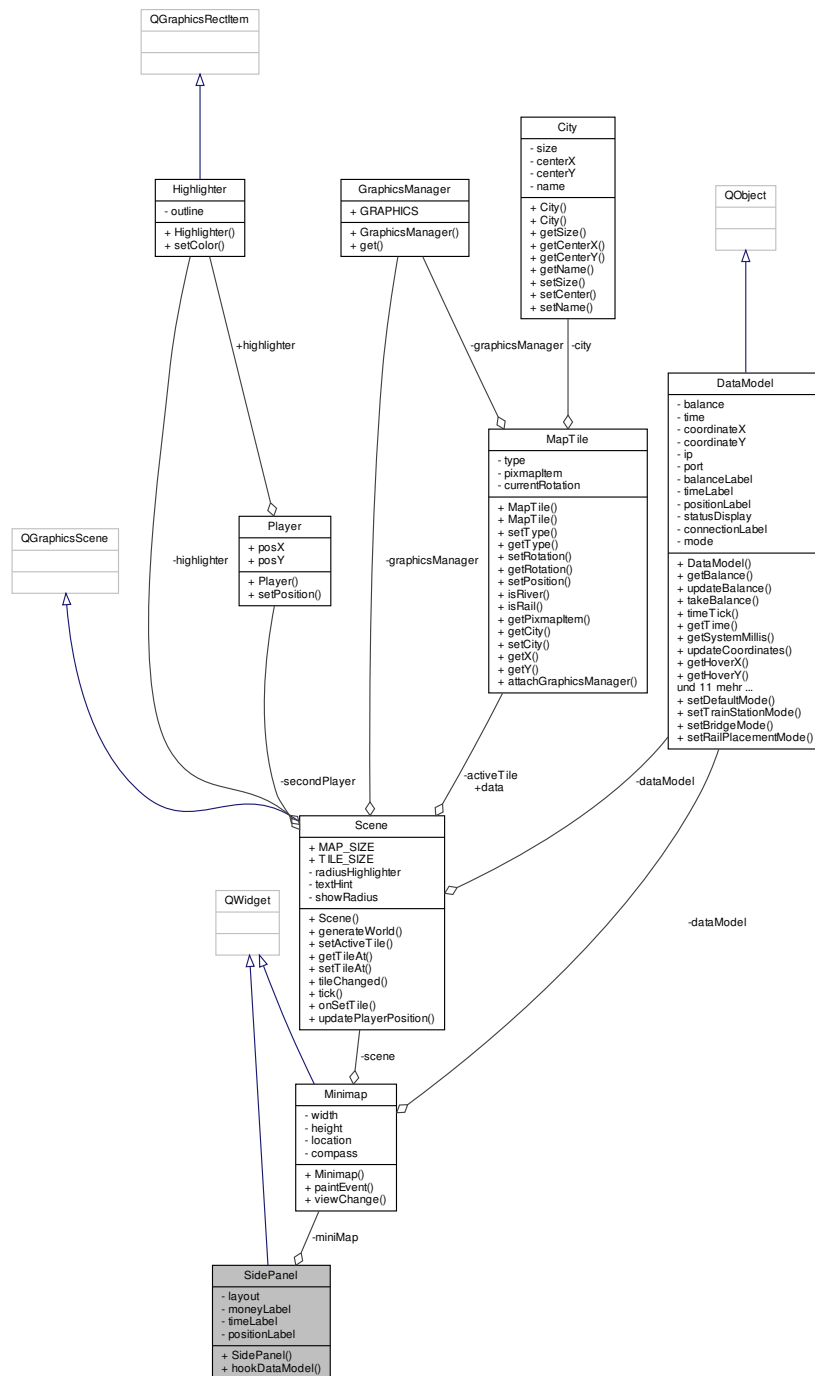 QGraphicsRectItem
City
- size
- centerX
- centerY
- name
+ City()
+ City()
+ getSize()
+ getCenterX()
+ getCenterY()
+ getName()
+ setSize()
+ setCenter()
+ setName()
Highlighter
- outline
+ Highlighter()
+ setColor()
GraphicsManager
+ GRAPHICS
+ GraphicsManager()
+ get()
QObject
+highlighter
-graphicsManager
-city
DataModel
- balance
- time
- coordinateX
- coordinateY
- ip
- port
- balanceLabel
- timeLabel
- positionLabel
- statusDisplay
- connectionLabel
- mode
+ DataModel()
+ getBalance()
+ updateBalance()
+ takeBalance()
+ timeTick()
+ getTime()
+ getSystemMillis()
+ updateCoordinates()
+ getHoverX()
+ getHoverY()
und 11 mehr ...
+ setDefaultMode()
+ setTrainStationMode()
+ setBridgeMode()
+ setRailPlacementMode()
MapTile
- type
- pixmapItem
- currentRotation
+ MapTile()
+ MapTile()
+ setType()
+ getType()
+ setRotation()
+ getRotation()
+ setPosition()
+ isRiver()
+ isRail()
+ getPixmapItem()
+ getCity()
+ setCity()
+ getX()
+ getY()
+ attachGraphicsManager()
QGraphicsScene
-highlighter
Player
+ posX
+ posY
+ Player()
+ setPosition()
-graphicsManager
-secondPlayer
-activeTile
+data
-dataModel
Scene
+ MAP_SIZE
+ TILE_SIZE
- radiusHighlighter
- textHint
- showRadius
+ Scene()
+ generateWorld()
+ setActiveTile()
+ getTileAt()
+ setTileAt()
+ tileChanged()
+ tick()
+ onSetTile()
+ updatePlayerPosition()
QWidget
-dataModel
-scene
Minimap
- width
- height
- location
- compass
+ Minimap()
+ paintEvent()
+ viewChange()
-miniMap
SidePanel
- layout
- moneyLabel
- timeLabel
- positionLabel
+ SidePanel()
+ hookDataModel()